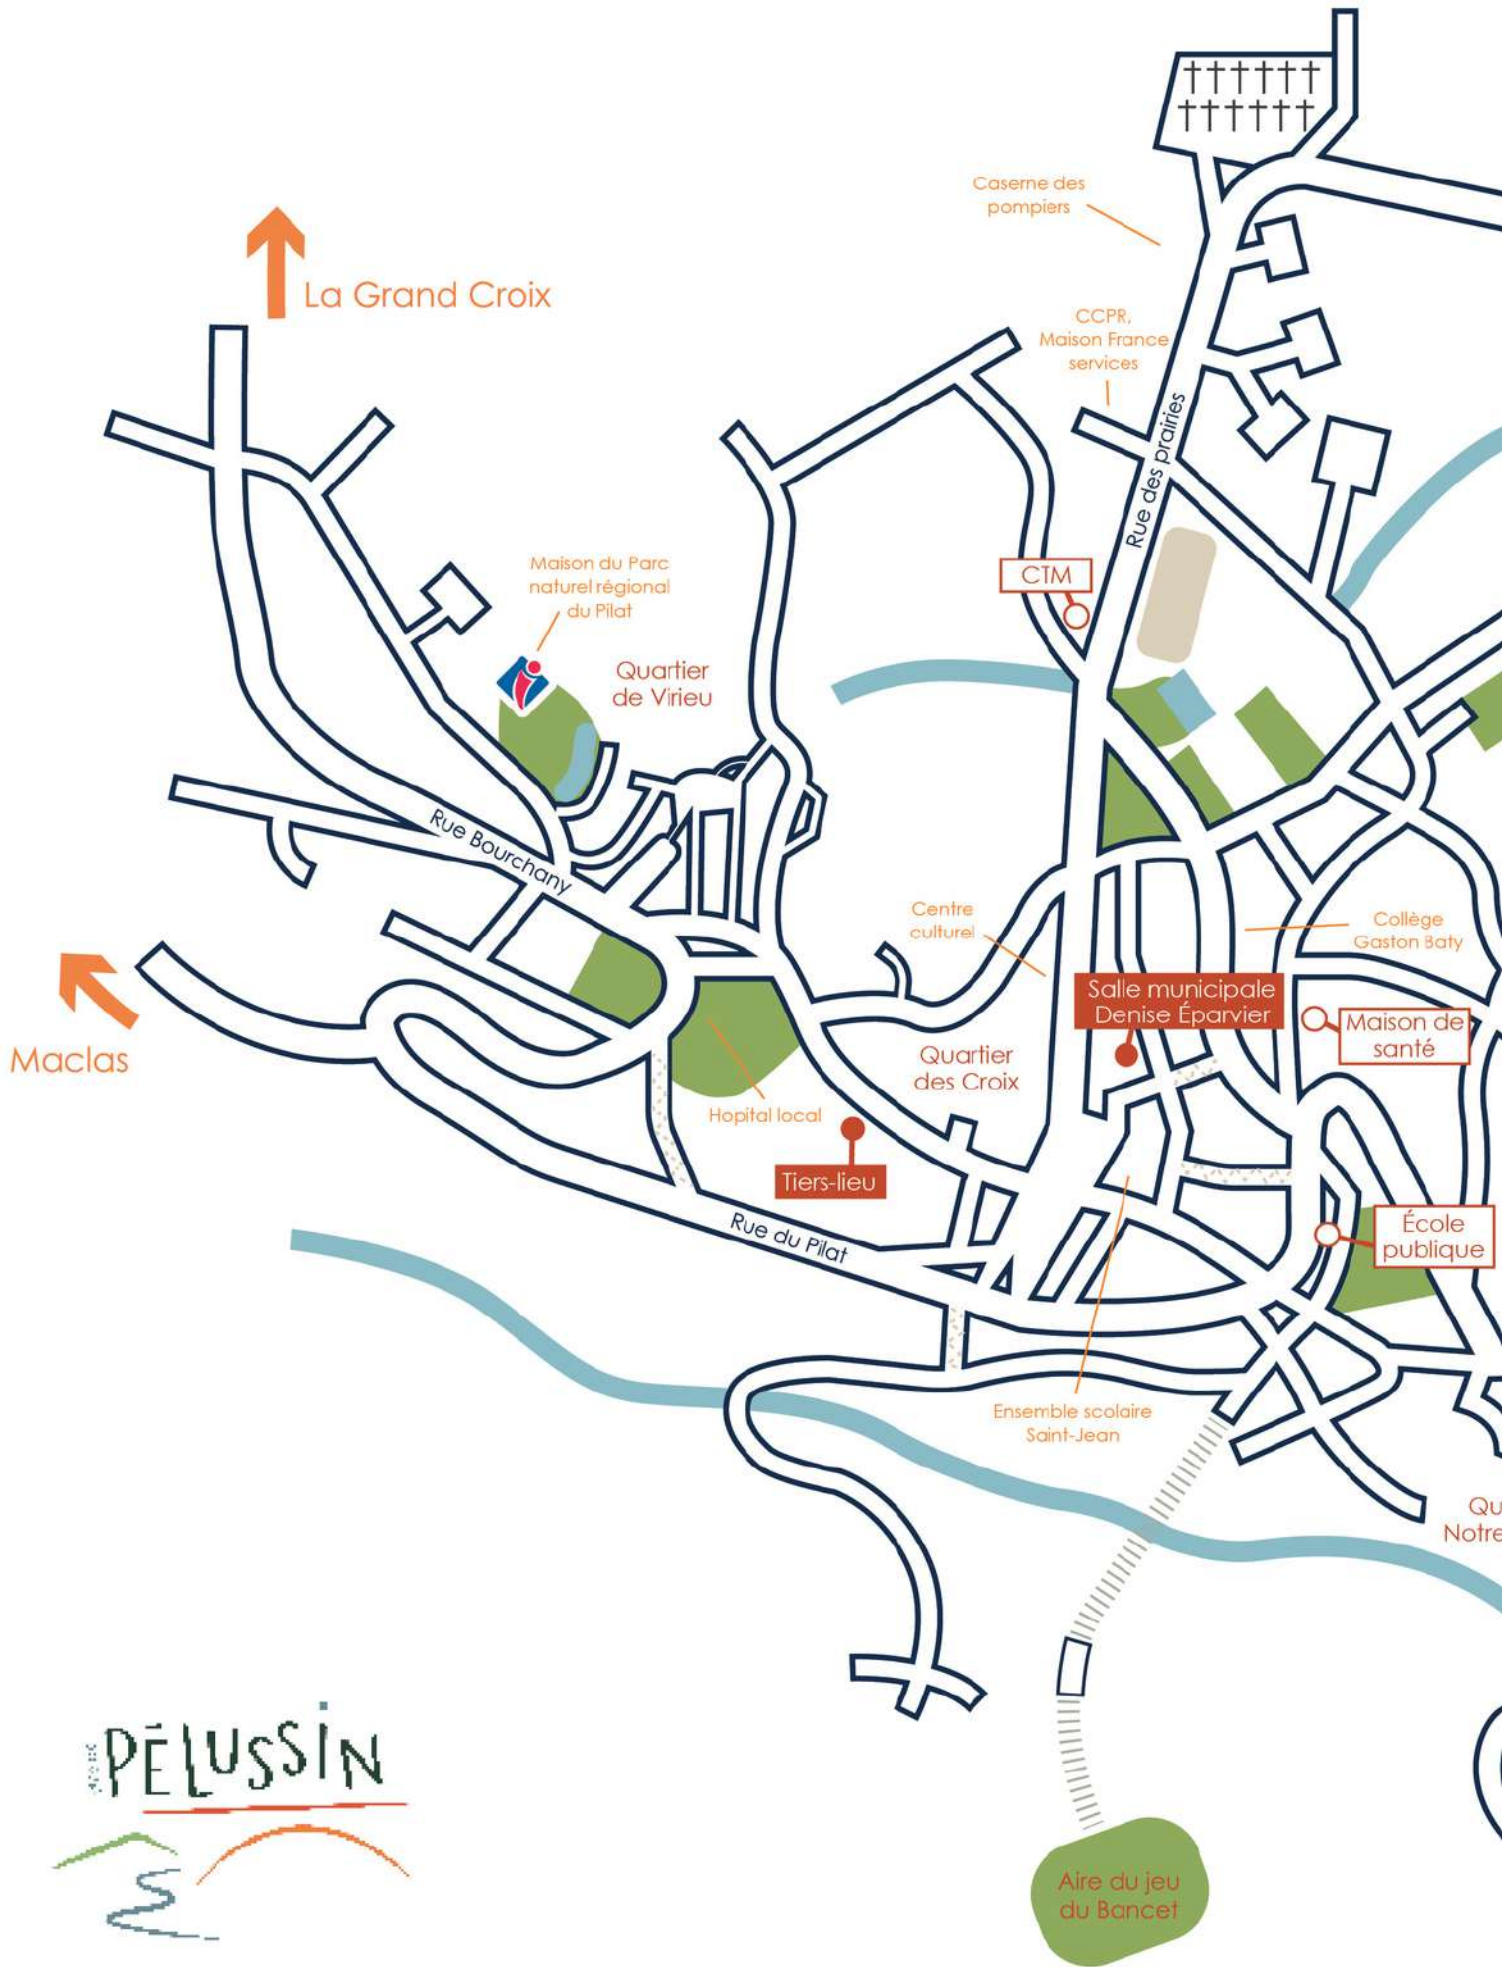 Caserne des
pompiers
La Grand Croix
CCPR,
Maison France
services
Rue des prairies
Maison du Parc
naturel régional
du Pilat
CTM
Quartier
de Virieu
Rue Bourchany
Centre
culturel
Collège
Gaston Baty
Salle municipale
Denise Éparvier
Maison de
santé
Maclas
Quartier
des Croix
Hopital local
Tiers-lieu
Rue du Pilat
École
publique
Ensemble scolaire
Saint-Jean
Qu
Notre
PÉLUSSIN
Aire du jeu
du Bancet